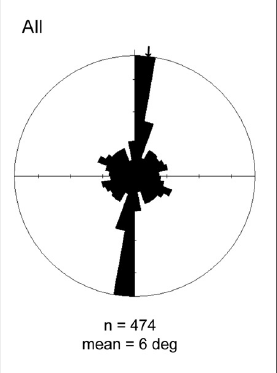 All
n = 474
mean = 6 deg